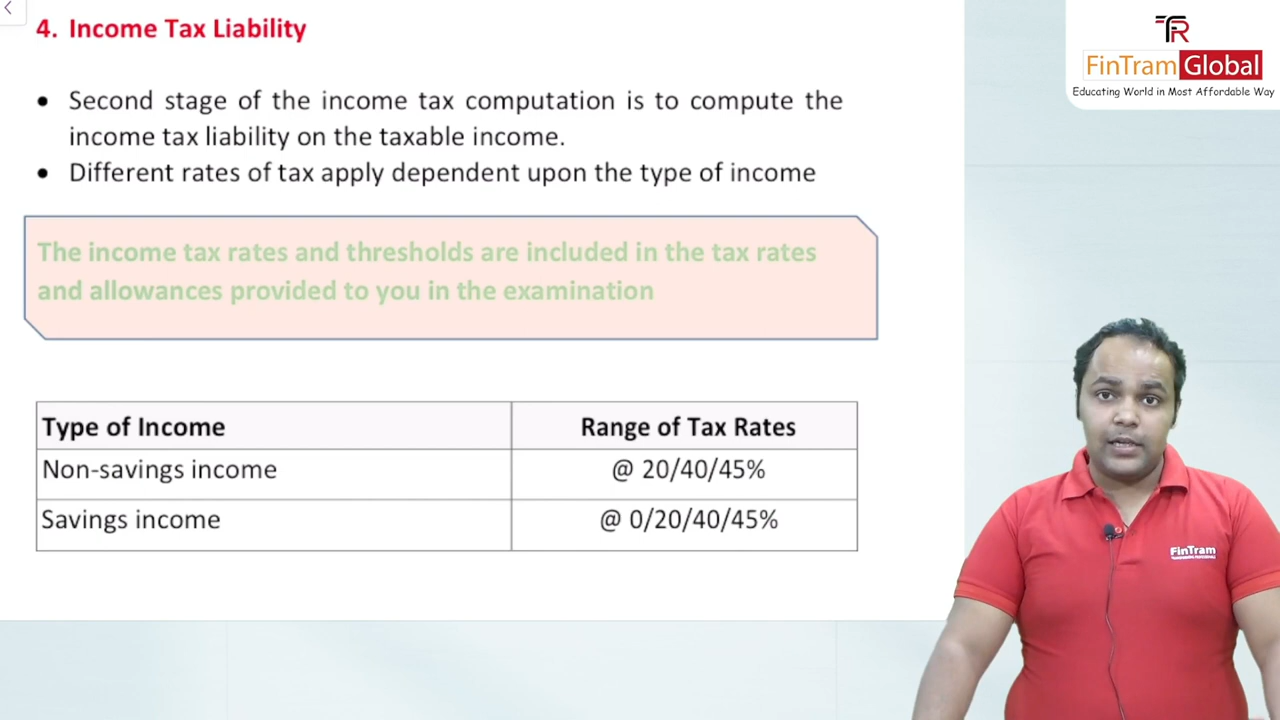 4. Income Tax Liability
FinTram Global
Educating World in Most Affordable Way
• Second stage of the income tax computation is to compute the
income tax liability on the taxable income.
• Different rates of tax apply dependent upon the type of income
The income tax rates and thresholds are included in the tax rates
and allowances provided to you in the examination
Type of Income Range of Tax Rates
Non-savings income @ 20/40/45%
Savings income @ 0/20/40/45%
FinTram